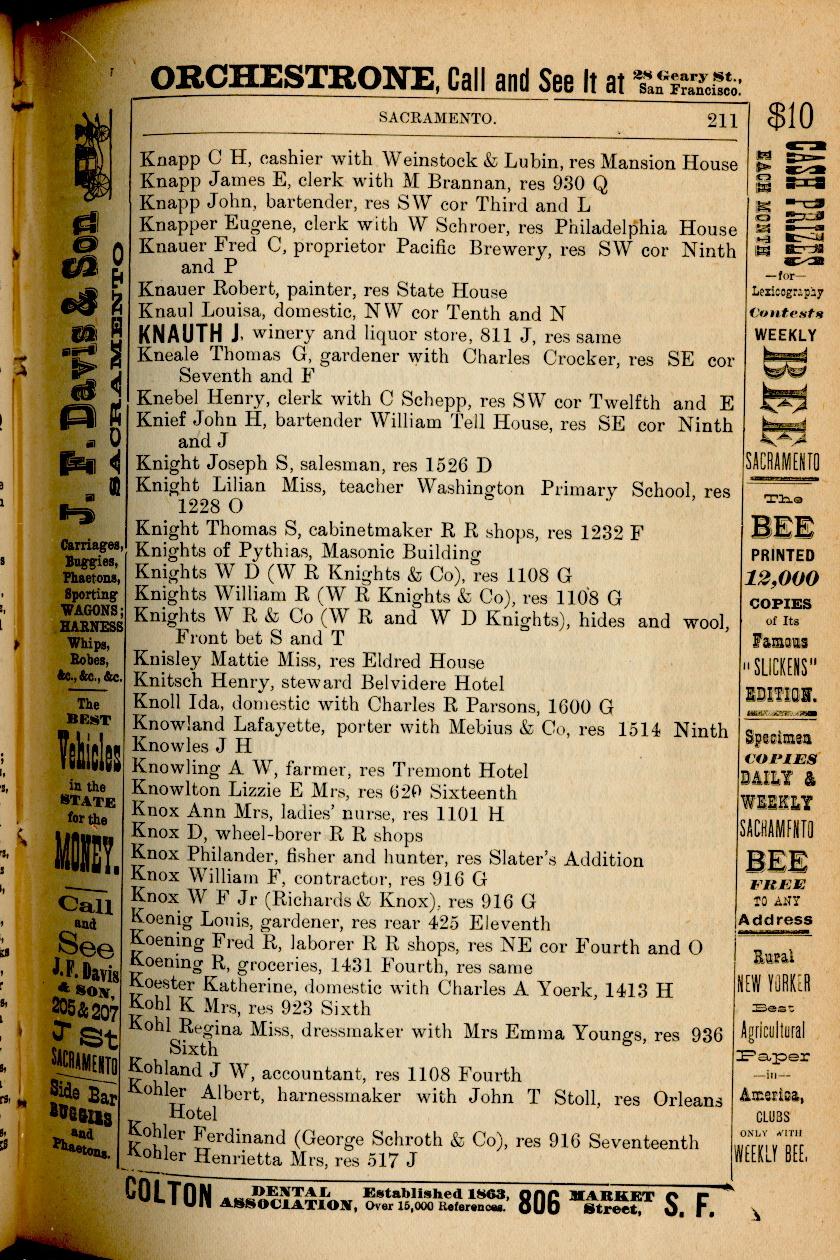 ORCHESTRONE, Call and See It at 28 Geary St., San Francisco.
SACRAMENTO. 211
Knapp C H, cashier with Weinstock & Lubin, res Mansion House
Knapp James E, clerk with M Brannan, res 930 Q
Knapp John, bartender, res SW cor Third and L
Knapper Eugene, clerk with W Schroer, res Philadelphia House
Knauer Fred C, proprietor Pacific Brewery, res SW cor Ninth
and P
Knauer Robert, painter, res State House
Knaul Louisa, domestic, NW cor Tenth and N
KNAUTH J, winery and liquor store, 811 J, res same
Kneale Thomas G, gardener with Charles Crocker, res SE cor
Seventh and F
Knebel Henry, clerk with C Schepp, res SW cor Twelfth and E
Knief John H, bartender William Tell House, res SE cor Ninth
and J
Knight Joseph S, salesman, res 1526 D
Knight Lilian Miss, teacher Washington Primary School, res
1228 O
Knight Thomas S, cabinetmaker R R shops, res 1232 F
Knights of Pythias, Masonic Building
Knights W D (W R Knights & Co), res 1108 G
Knights William R (W R Knights & Co), res 1108 G
Knights W R & Co (W R and W D Knights), hides and wool,
Front bet S and T
Knisley Mattie Miss, res Eldred House
Knitsch Henry, steward Belvidere Hotel
Knoll Ida, domestic with Charles R Parsons, 1600 G
Knowland Lafayette, porter with Mebius & Co, res 1514 Ninth
Knowles J H
Knowling A W, farmer, res Tremont Hotel
Knowlton Lizzie E Mrs, res 620 Sixteenth
Knox Ann Mrs, ladies' nurse, res 1101 H
Knox D, wheel-borer R R shops
Knox Philander, fisher and hunter, res Slater's Addition
Knox William F, contractor, res 916 G
Knox W F Jr (Richards & Knox), res 916 G
Koenig Louis, gardener, res rear 425 Eleventh
Koening Fred R, laborer R R shops, res NE cor Fourth and O
Koening R, groceries, 1431 Fourth, res same
Koester Katherine, domestic with Charles A Yoerk, 1413 H
Kohl K Mrs, res 923 Sixth
Kohl Regina Miss, dressmaker with Mrs Emma Youngs, res 936
Sixth
Kohland J W, accountant, res 1108 Fourth
Kohler Albert, harnessmaker with John T Stoll, res Orleans
Hotel
Kohler Ferdinand (George Schroth & Co), res 916 Seventeenth
Kohler Henrietta Mrs, res 517 J
J. F. Davis & Son
SACRAMENTO
Carriages,
Buggies,
Phaetons,
Sporting
WAGONS;
HARNESS
Whips,
Robes,
&c., &c., &c.
The
BEST
Vehicles
in the
STATE
for the
MONEY.
Call
and
See
J. F. Davis
& SON,
205 & 207
J St
SACRAMENTO
Side Bar
BUGGIES
and
Phaetons.
$10
CASH PRIZES
EACH MONTH
—for—
Lexicography
Contests
WEEKLY
BEE
SACRAMENTO
The
BEE
PRINTED
12,000
COPIES
of Its
Famous
"SLICKENS"
EDITION.
Specimen
COPIES
DAILY &
WEEKLY
SACRAMENTO
BEE
FREE
TO ANY
Address
Rural
NEW YORKER
Best
Agricultural
Paper
—in—
America,
CLUBS
ONLY WITH
WEEKLY BEE.
COLTON DENTAL ASSOCIATION, Established 1863, Over 15,000 References. 806 MARKET Street, S. F.